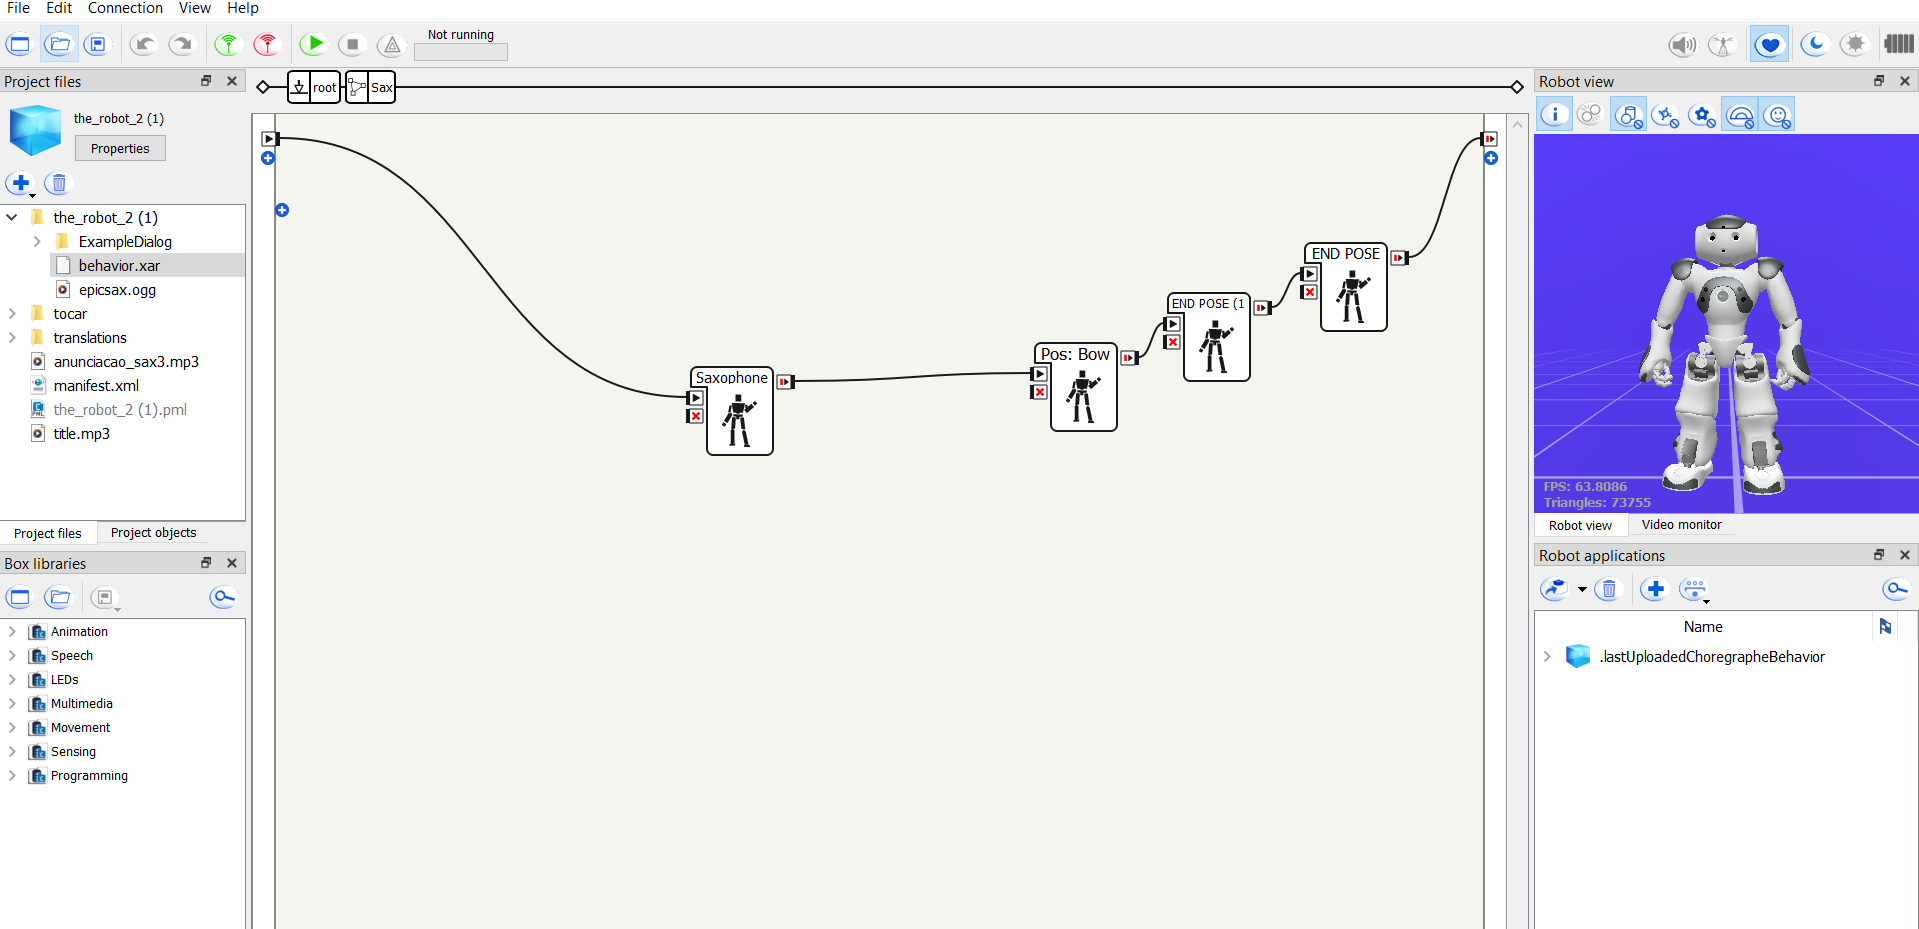 File Edit Connection View Help
Not running
Project files
the_robot_2 (1)
Properties
the_robot_2 (1)
ExampleDialog
behavior.xar
epicsax.ogg
tocar
translations
anunciacao_sax3.mp3
manifest.xml
the_robot_2 (1).pml
title.mp3
Project files Project objects
Box libraries
Animation
Speech
LEDs
Multimedia
Movement
Sensing
Programming
root Sax
Saxophone
Pos: Bow
END POSE (1
END POSE
Robot view
FPS: 63.8086
Triangles: 73755
Robot view Video monitor
Robot applications
Name
.lastUploadedChoregrapheBehavior